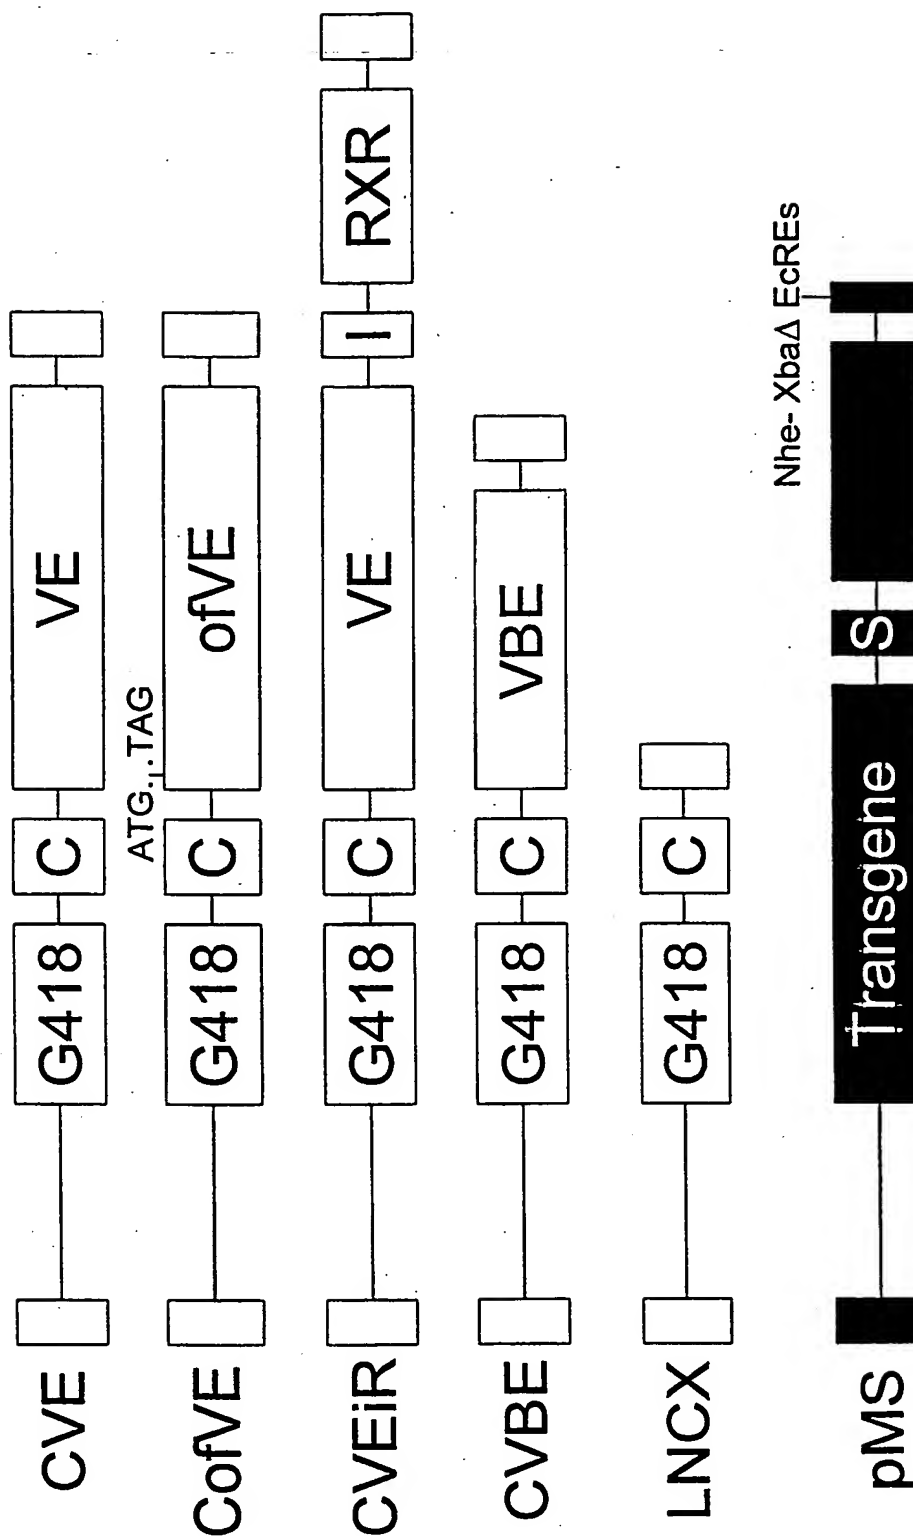 CVE G418 C VE
ATG...TAG
CofVE G418 C ofVE
CVEiR G418 C VE I RXR
CVBE G418 C VBE
LNCX G418 C
Nhe- XbaΔ EcREs
pMS Transgene S